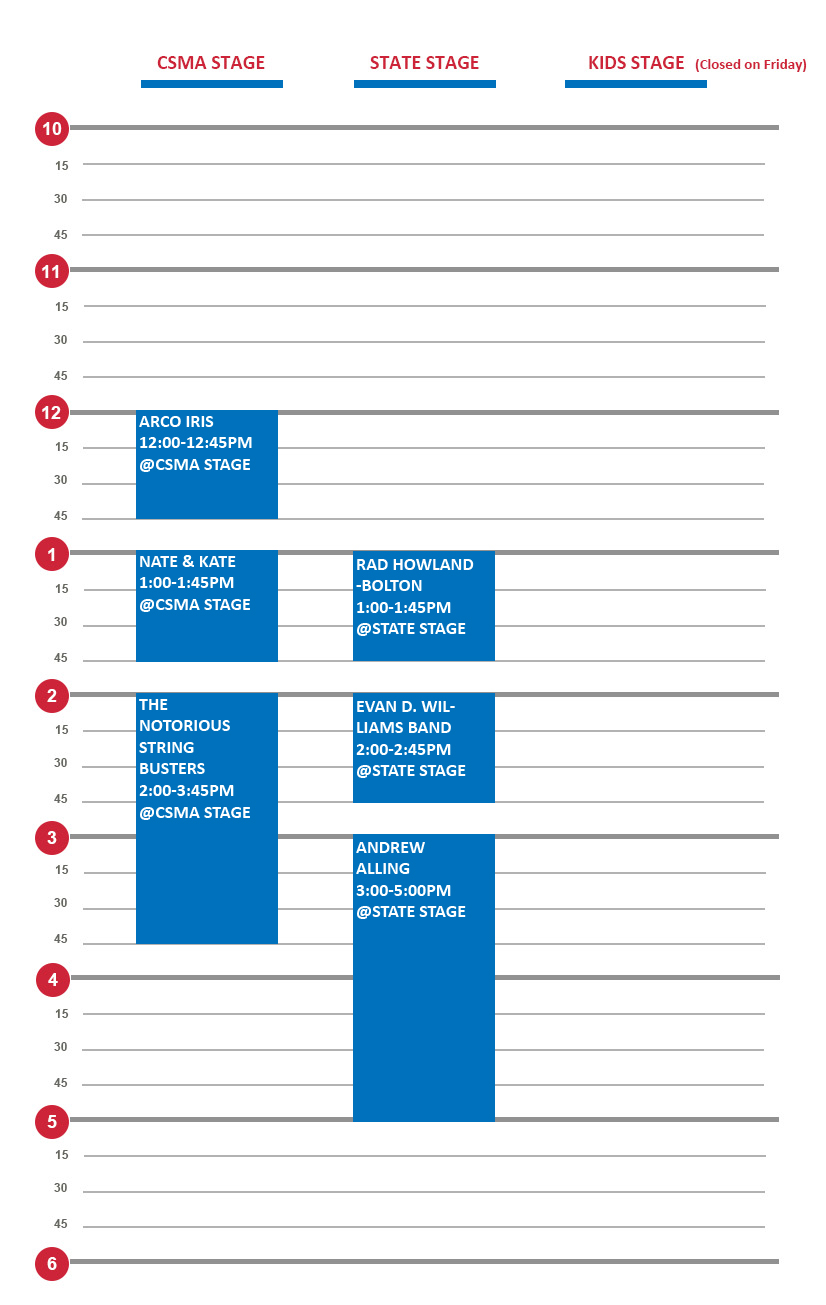 CSMA STAGE
STATE STAGE
KIDS STAGE (Closed on Friday)
10
15
30
45
11
15
30
45
12
ARCO IRIS
12:00-12:45PM
@CSMA STAGE
15
30
45
1
NATE & KATE
1:00-1:45PM
@CSMA STAGE
RAD HOWLAND
-BOLTON
1:00-1:45PM
@STATE STAGE
15
30
45
2
THE
NOTORIOUS
STRING
BUSTERS
2:00-3:45PM
@CSMA STAGE
EVAN D. WIL-
LIAMS BAND
2:00-2:45PM
@STATE STAGE
15
30
45
3
ANDREW
ALLING
3:00-5:00PM
@STATE STAGE
15
30
45
4
15
30
45
5
15
30
45
6